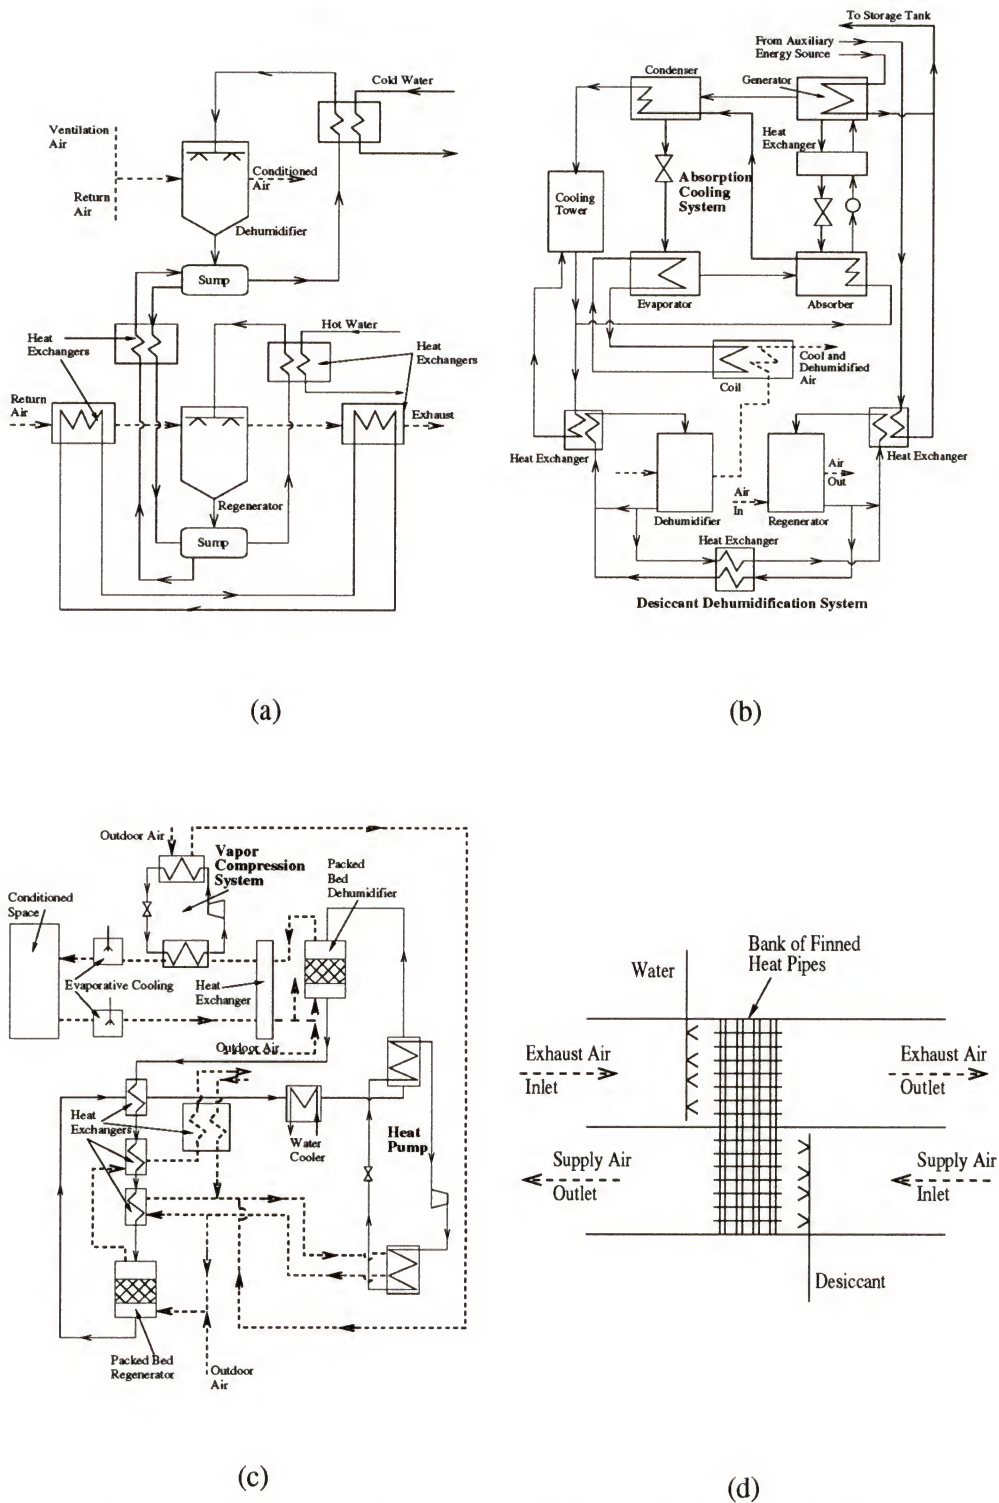 Cold Water
Ventilation
Air
Conditioned
Air
Return
Air
Dehumidifier
Sump
Heat
Exchangers
Hot Water
Heat
Exchangers
Return
Air
Exhaust
Regenerator
Sump
(a)
To Storage Tank
From Auxiliary
Energy Source
Condenser
Generator
Heat
Exchanger
Absorption
Cooling
System
Cooling
Tower
Evaporator
Absorber
Cool and
Dehumidified
Air
Coil
Heat Exchanger
Heat Exchanger
Air
Out
Air
In
Dehumidifier
Regenerator
Heat Exchanger
Desiccant Dehumidification System
(b)
Outdoor Air
Vapor
Compression
System
Packed
Bed
Dehumidifier
Conditioned
Space
Evaporative Cooling
Heat
Exchanger
Outdoor Air
Heat
Exchangers
Water
Cooler
Heat
Pump
Packed Bed
Regenerator
Outdoor
Air
(c)
Bank of Finned
Heat Pipes
Water
Exhaust Air
Inlet
Exhaust Air
Outlet
Supply Air
Outlet
Supply Air
Inlet
Desiccant
(d)